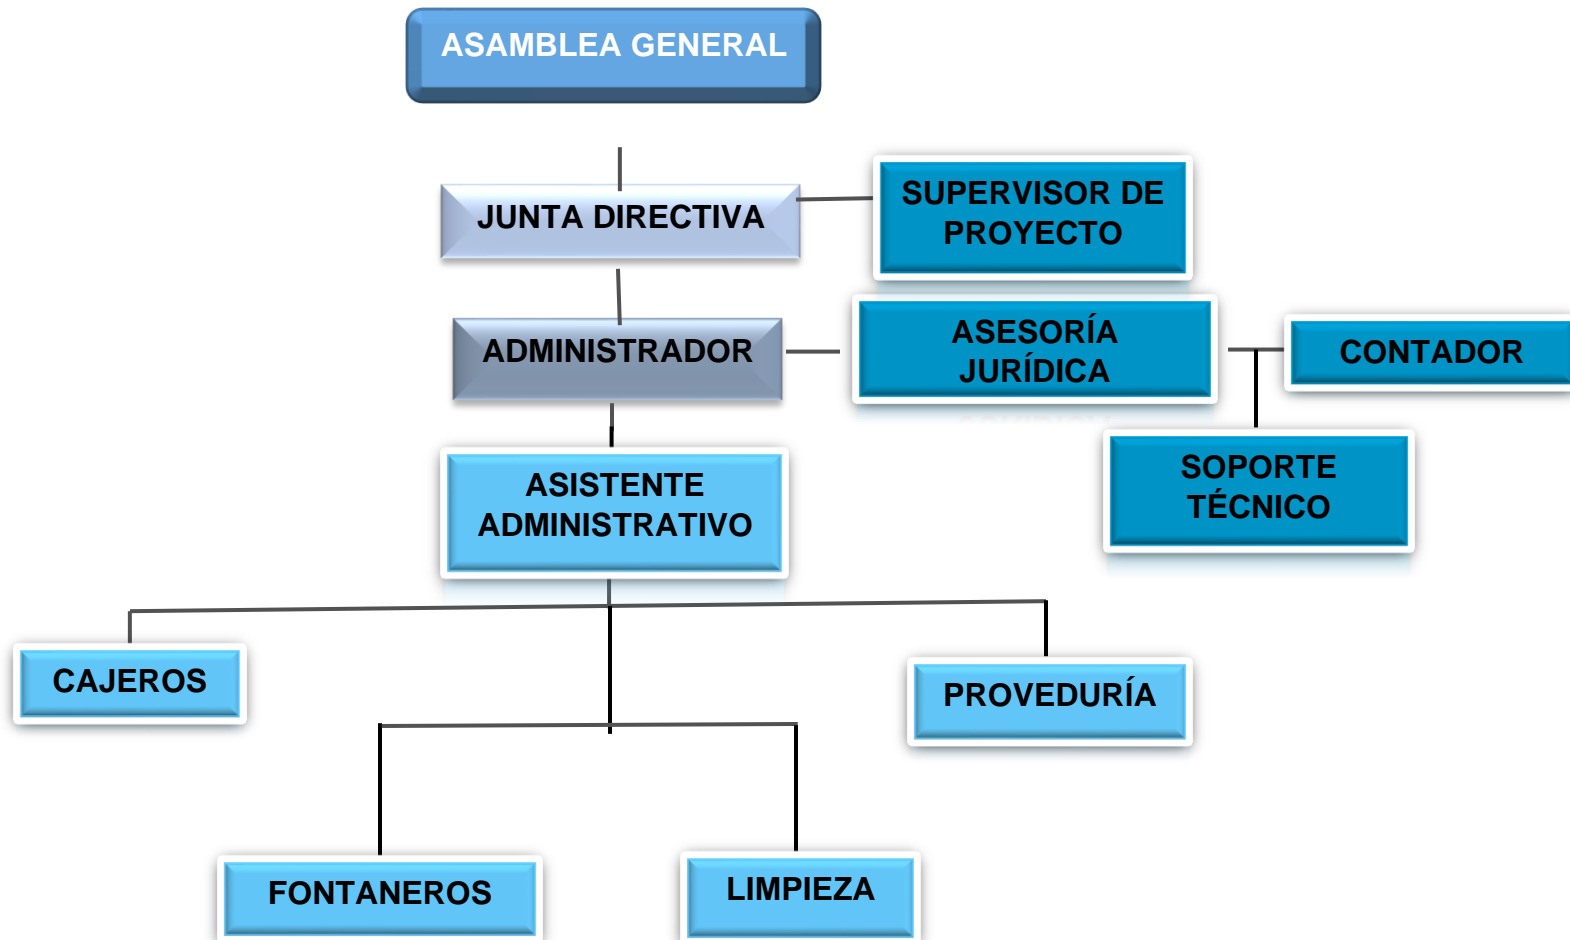 ASAMBLEA GENERAL
JUNTA DIRECTIVA
SUPERVISOR DE
PROYECTO
ADMINISTRADOR
ASESORÍA
JURÍDICA
CONTADOR
ASISTENTE
ADMINISTRATIVO
SOPORTE
TÉCNICO
CAJEROS
PROVEDURÍA
FONTANEROS
LIMPIEZA